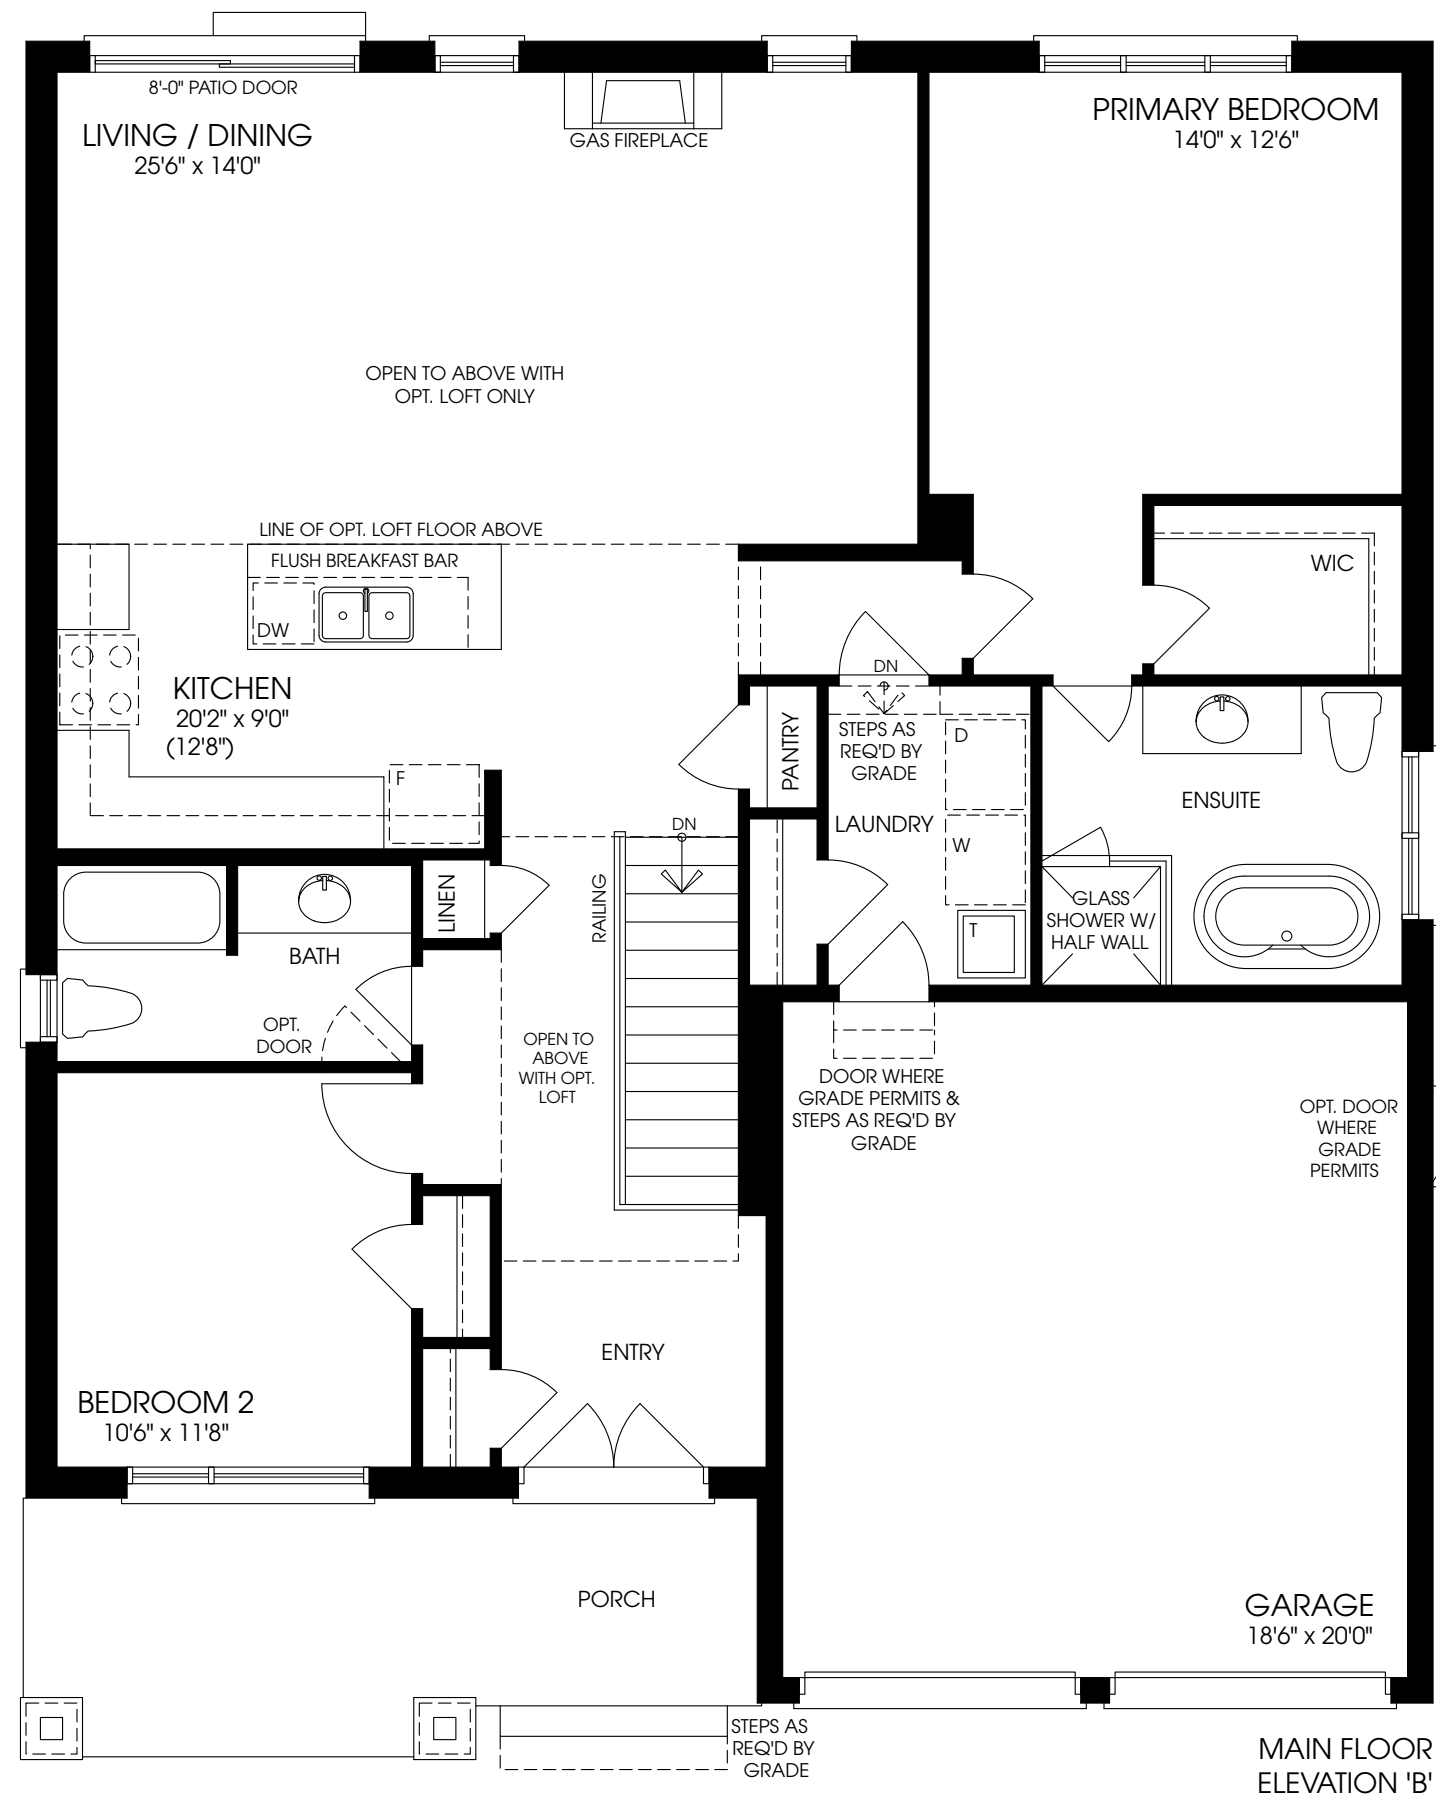 8'-0" PATIO DOOR
LIVING / DINING
25'6" x 14'0"
GAS FIREPLACE
PRIMARY BEDROOM
14'0" x 12'6"
OPEN TO ABOVE WITH
OPT. LOFT ONLY
LINE OF OPT. LOFT FLOOR ABOVE
FLUSH BREAKFAST BAR
DW
WIC
KITCHEN
20'2" x 9'0"
(12'8")
F
DN
STEPS AS
REQ'D BY
GRADE
PANTRY
D
LAUNDRY
W
T
ENSUITE
GLASS
SHOWER W/
HALF WALL
DN
RAILING
LINEN
BATH
OPT.
DOOR
OPEN TO
ABOVE
WITH OPT.
LOFT
DOOR WHERE
GRADE PERMITS &
STEPS AS REQ'D BY
GRADE
OPT. DOOR
WHERE
GRADE
PERMITS
ENTRY
BEDROOM 2
10'6" x 11'8"
PORCH
GARAGE
18'6" x 20'0"
STEPS AS
REQ'D BY
GRADE
MAIN FLOOR
ELEVATION 'B'